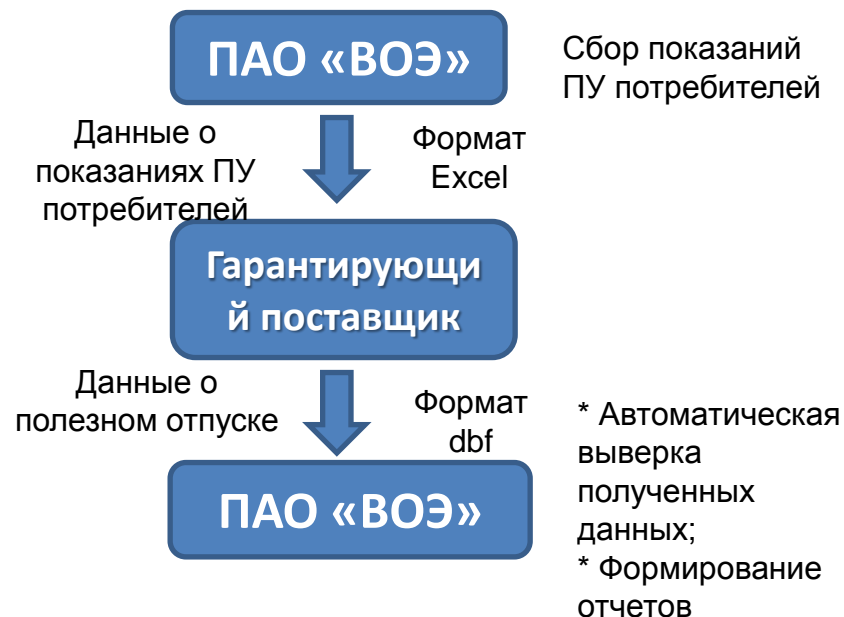 ПАО «ВОЭ»
Сбор показаний
ПУ потребителей
Данные о
показаниях ПУ
потребителей
Формат
Excel
Гарантирующи
й поставщик
Данные о
полезном отпуске
Формат
dbf
ПАО «ВОЭ»
* Автоматическая
выверка
полученных
данных;
* Формирование
отчетов